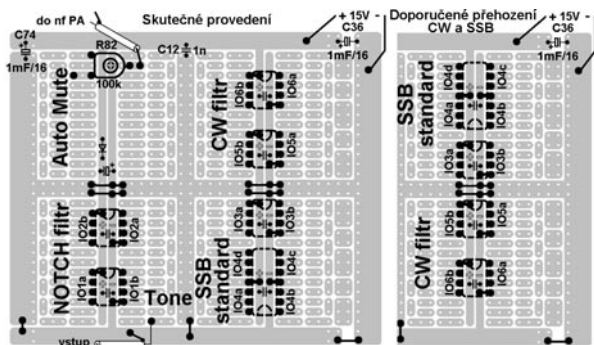 do nf PA
Skutečné provedení
+ 15V -
Doporučené přehození
CW a SSB
+ 15V -
C74
1mF/16
R82
100k
C12
1n
C36
1mF/16
C36
1mF/16
Auto Mute
CW filtr
IO6b
IO6a
IO5b
IO5a
SSB
standard
IO4d
IO4c
IO4a
IO4b
IO3a
IO3b
NOTCH filtr
IO2b
IO2a
IO1a
IO1b
Tone
SSB
standard
IO3a
IO3b
IO4d
IO4c
IO4a
IO4b
CW filtr
IO5b
IO5a
IO6b
IO6a
vstup